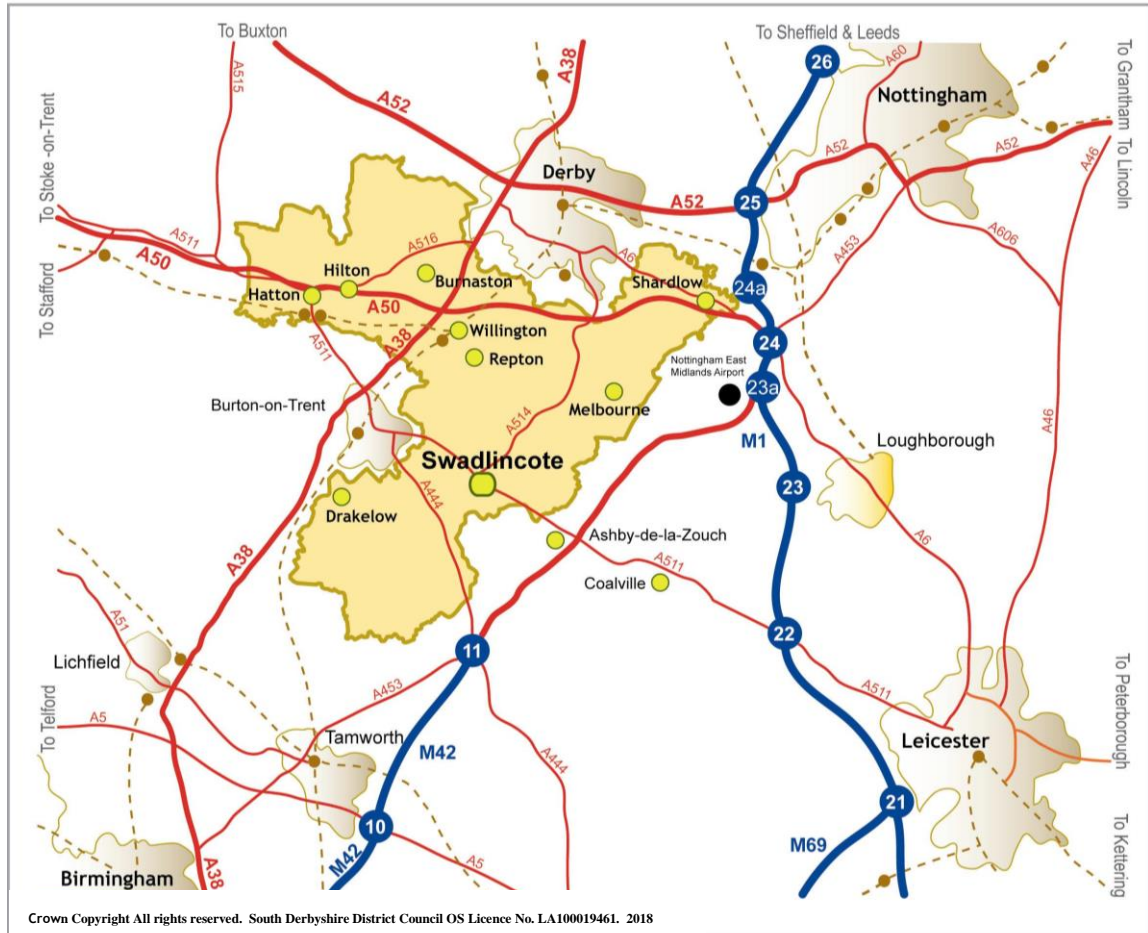 To Buxton
To Sheffield & Leeds
To Grantham
To Lincoln
To Stoke -on-Trent
To Stafford
To Telford
To Peterborough
To Kettering
A515
A52
A38
26
A60
Nottingham
A52
A52
A46
Derby
A52
25
A511
A50
A516
A6
A453
A606
Hilton
Burnaston
Shardlow
24a
Hatton
A50
A511
A38
Willington
24
Repton
Nottingham East
Midlands Airport
23a
Burton-on-Trent
A514
Melbourne
M1
Loughborough
A46
Swadlincote
23
A444
Drakelow
A38
Ashby-de-la-Zouch
A6
A511
Coalville
A51
Lichfield
11
22
A453
A511
A5
Tamworth
M42
A444
Leicester
10
21
M42
A5
M69
Birmingham
A38
Crown Copyright All rights reserved. South Derbyshire District Council OS Licence No. LA100019461. 2018